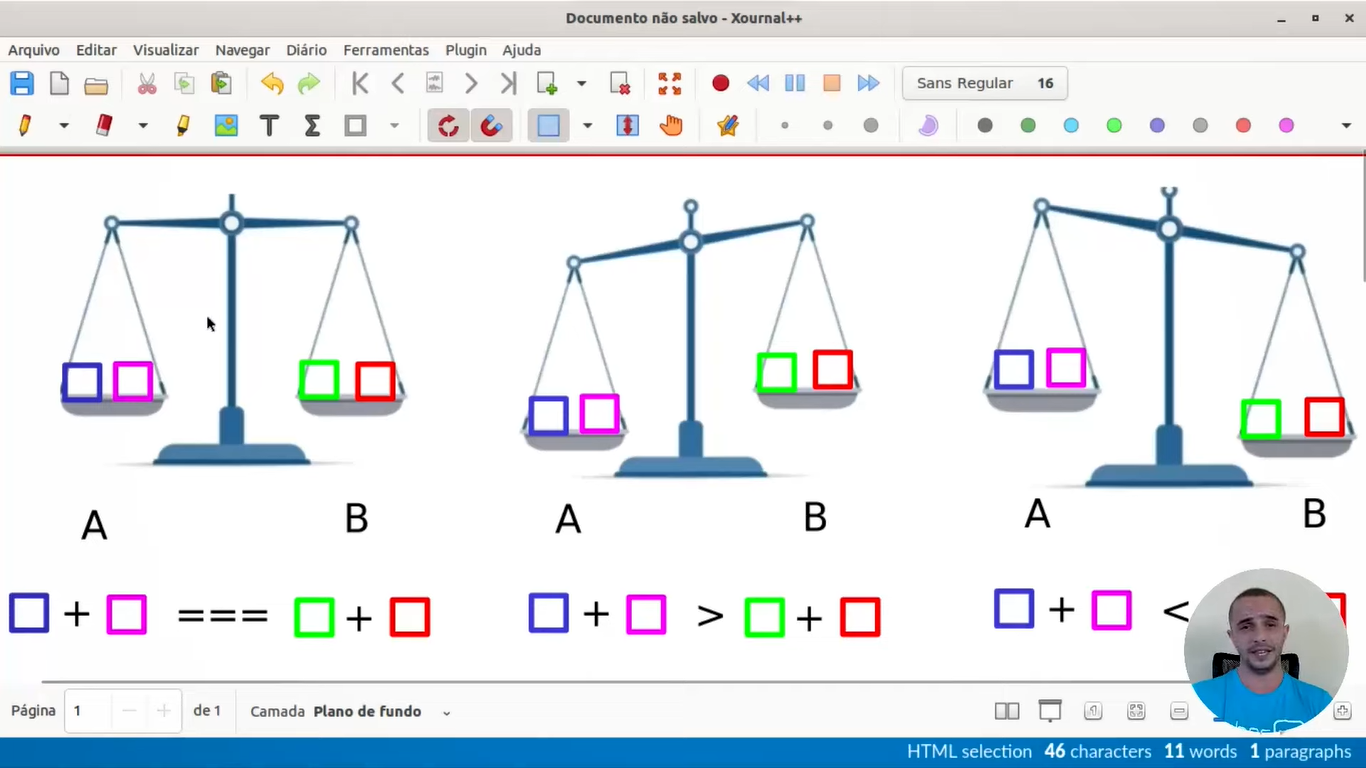 Documento não salvo - Xournal++
Arquivo Editar Visualizar Navegar Diário Ferramentas Plugin Ajuda
Sans Regular 16
A B A B A B
+ === + + > + + <
Página 1 de 1 Camada Plano de fundo
HTML selection 46 characters 11 words 1 paragraphs